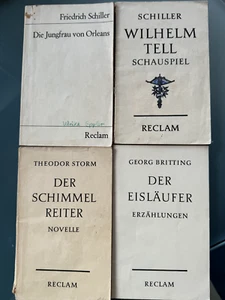 Friedrich Schiller
Die Jungfrau von Orleans
Reclam
SCHILLER
WILHELM
TELL
SCHAUSPIEL
RECLAM
THEODOR STORM
DER
SCHIMMEL
REITER
NOVELLE
RECLAM
GEORG BRITTING
DER
EISLÄUFER
ERZÄHLUNGEN
RECLAM